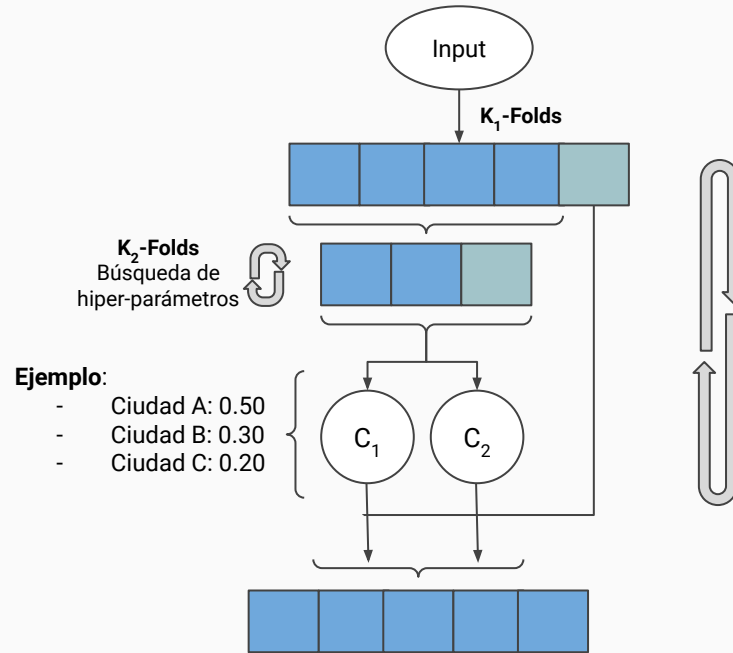 Input
K₁-Folds
K₂-Folds
Búsqueda de
hiper-parámetros
Ejemplo:
- Ciudad A: 0.50
- Ciudad B: 0.30
- Ciudad C: 0.20
C₁
C₂